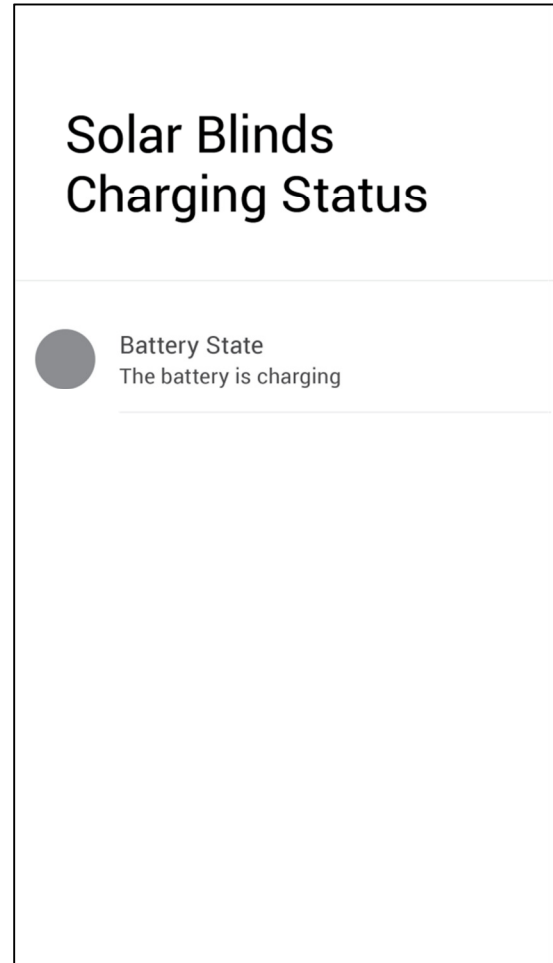 Solar Blinds
Charging Status
Battery State
The battery is charging